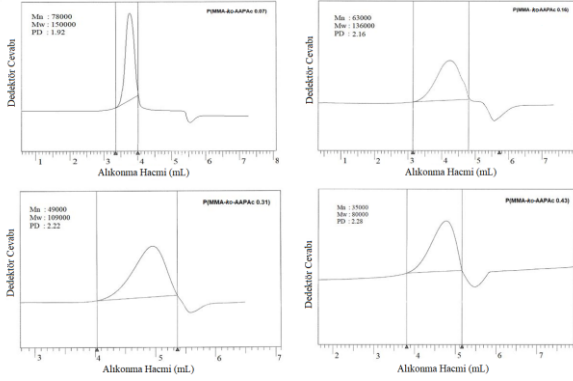 Mn : 78000
Mw : 150000
PD : 1.92
P(MMA-ko-AAPAc 0.07)
Dedektör Cevabı
1 2 3 4 5 6 7 8
Alıkonma Hacmi (mL)
Mn : 63000
Mw : 136000
PD : 2.16
P(MMA-ko-AAPAc 0.16)
Dedektör Cevabı
1 2 3 4 5 6 7
Alıkonma Hacmi (mL)
Mn : 49000
Mw : 109000
PD : 2.22
P(MMA-ko-AAPAc 0.31)
Dedektör Cevabı
3 4 5 6 7
Alıkonma Hacmi (mL)
Mn : 35000
Mw : 80000
PD : 2.28
P(MMA-ko-AAPAc 0.43)
Dedektör Cevabı
2 3 4 5 6 7
Alıkonma Hacmi (mL)